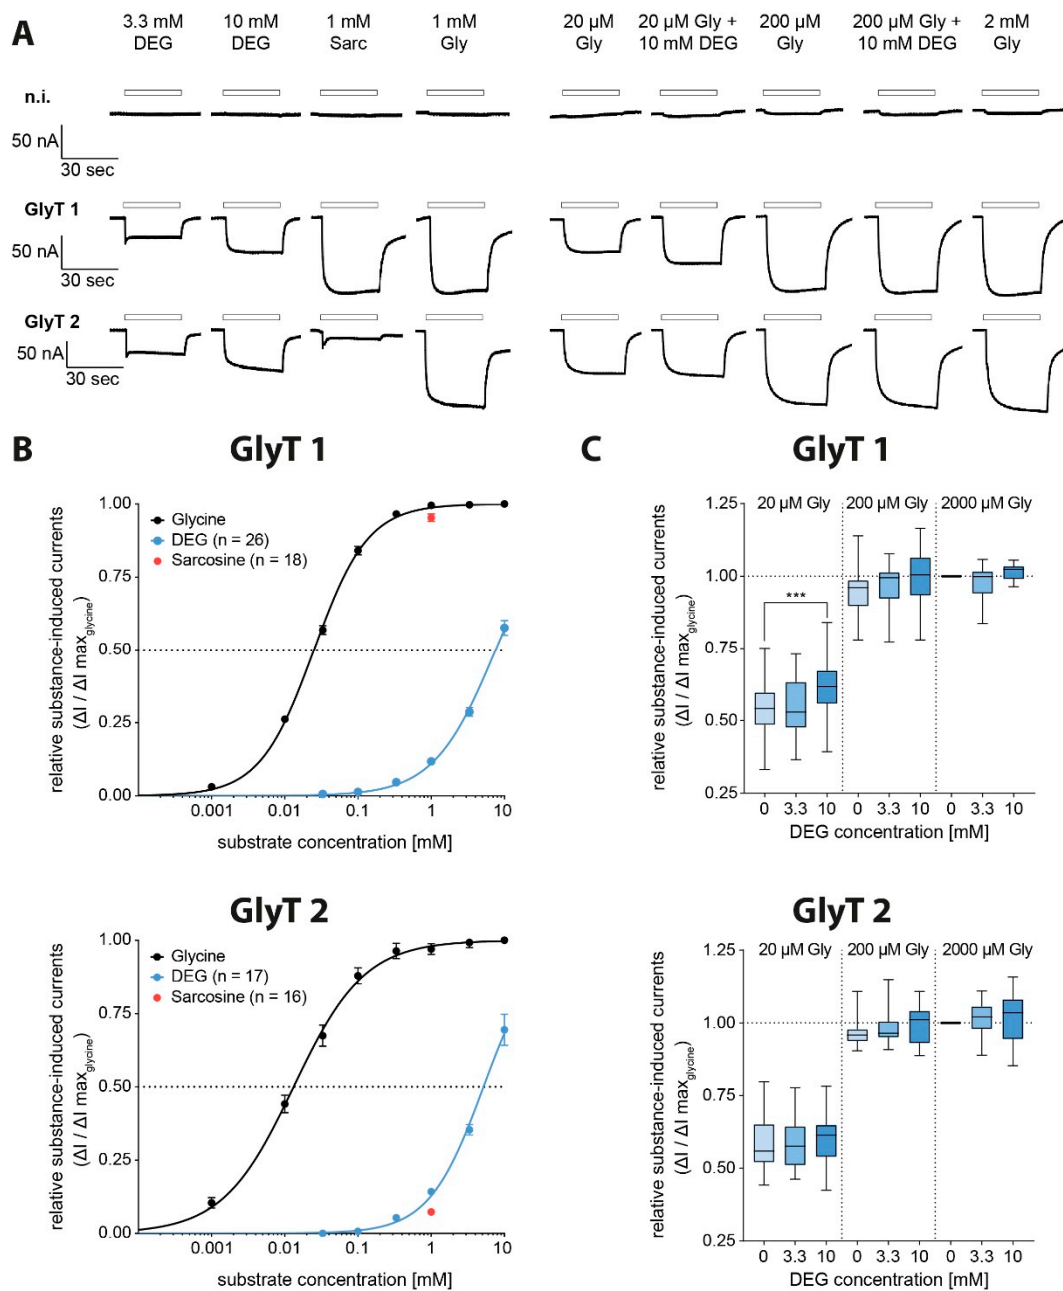 A
3.3 mM DEG
10 mM DEG
1 mM Sarc
1 mM Gly
20 µM Gly
20 µM Gly + 10 mM DEG
200 µM Gly
200 µM Gly + 10 mM DEG
2 mM Gly
n.i.
50 nA
30 sec
GlyT 1
50 nA
30 sec
GlyT 2
50 nA
30 sec
B
GlyT 1
relative substance-induced currents
(ΔI / ΔI max glycine)
1.00
0.75
0.50
0.25
0.00
Glycine
DEG (n = 26)
Sarcosine (n = 18)
0.001
0.01
0.1
1
10
substrate concentration [mM]
GlyT 2
relative substance-induced currents
(ΔI / ΔI max glycine)
1.00
0.75
0.50
0.25
0.00
Glycine
DEG (n = 17)
Sarcosine (n = 16)
0.001
0.01
0.1
1
10
substrate concentration [mM]
C
GlyT 1
relative substance-induced currents
(ΔI / ΔI max glycine)
1.25
1.00
0.75
0.50
0.25
20 µM Gly
200 µM Gly
2000 µM Gly
***
0 3.3 10 0 3.3 10 0 3.3 10
DEG concentration [mM]
GlyT 2
relative substance-induced currents
(ΔI / ΔI max glycine)
1.25
1.00
0.75
0.50
0.25
20 µM Gly
200 µM Gly
2000 µM Gly
0 3.3 10 0 3.3 10 0 3.3 10
DEG concentration [mM]